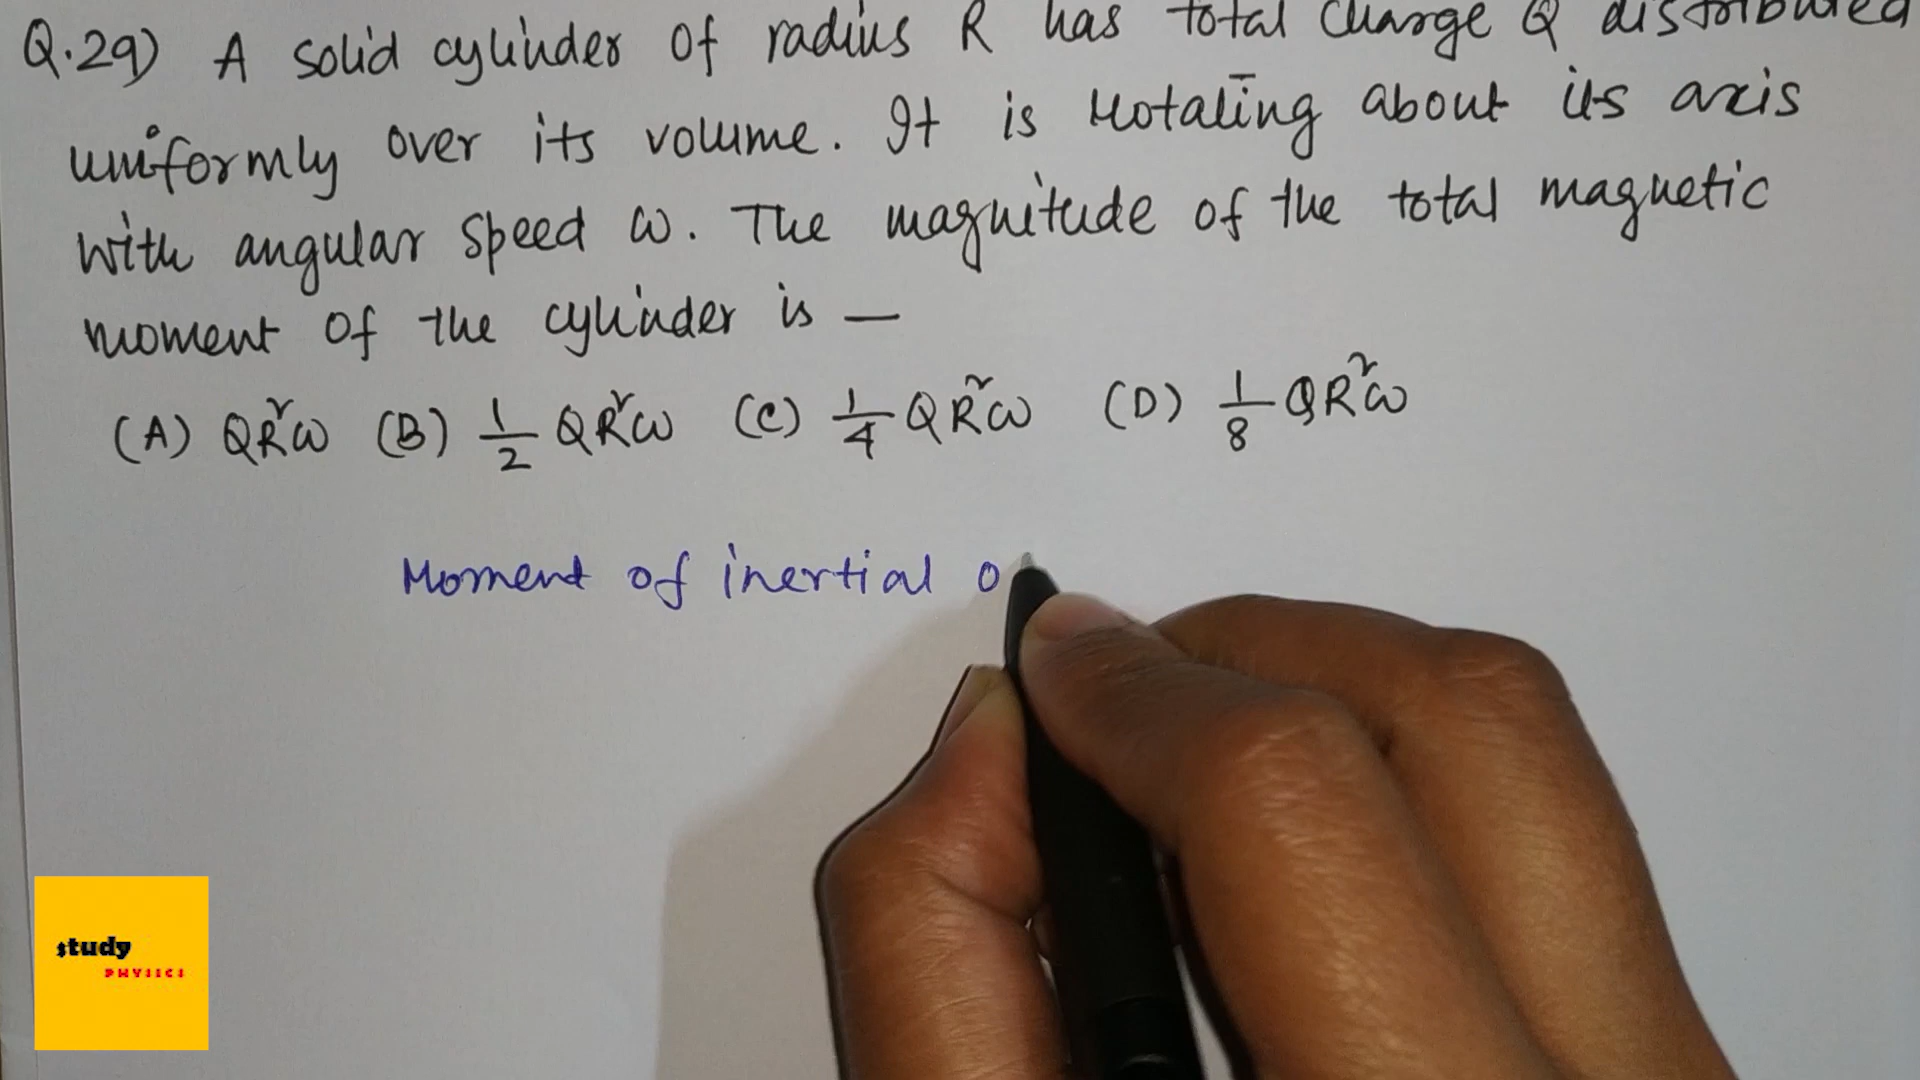 Q.29) A solid cylinder of radius R has total charge Q distributed
uniformly over its volume. It is rotating about its axis
with angular speed ω. The magnitude of the total magnetic
moment of the cylinder is —
(A) QR²ω (B) 1/2 QR²ω (C) 1/4 QR²ω (D) 1/8 QR²ω
Moment of inertial o
study
PHYSICS